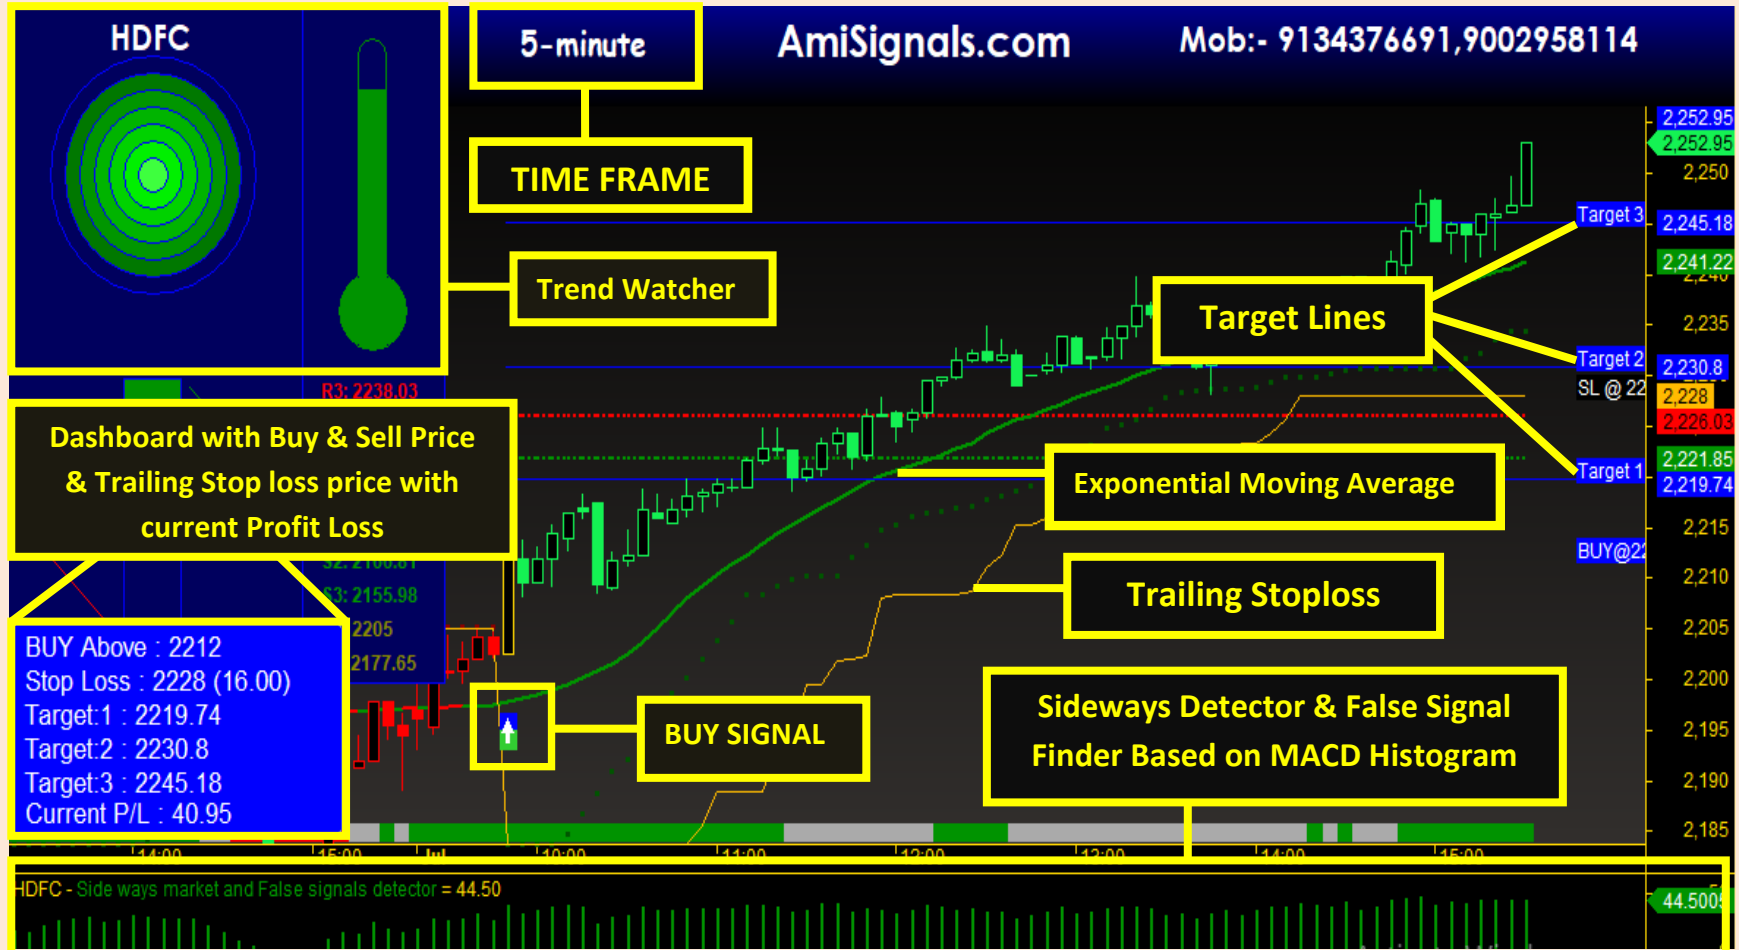 HDFC
5-minute
AmiSignals.com
Mob:- 9134376691,9002958114
TIME FRAME
Trend Watcher
Target Lines
Target 3
Target 2
SL @ 22
Target 1
BUY@22
2,252.95
2,252.95
2,250
2,245.18
2,241.22
2,240
2,235
2,230.8
2,228
2,226.03
2,221.85
2,219.74
2,215
2,210
2,205
2,200
2,195
2,190
2,185
R3: 2238.03
Dashboard with Buy & Sell Price
& Trailing Stop loss price with
current Profit Loss
S3: 2155.98
2205
2177.65
Exponential Moving Average
Trailing Stoploss
BUY SIGNAL
Sideways Detector & False Signal
Finder Based on MACD Histogram
BUY Above : 2212
Stop Loss : 2228 (16.00)
Target:1 : 2219.74
Target:2 : 2230.8
Target:3 : 2245.18
Current P/L : 40.95
14:00 15:00 Jul 10:00 11:00 12:00 13:00 14:00 15:00
HDFC - Side ways market and False signals detector = 44.50
44.5005